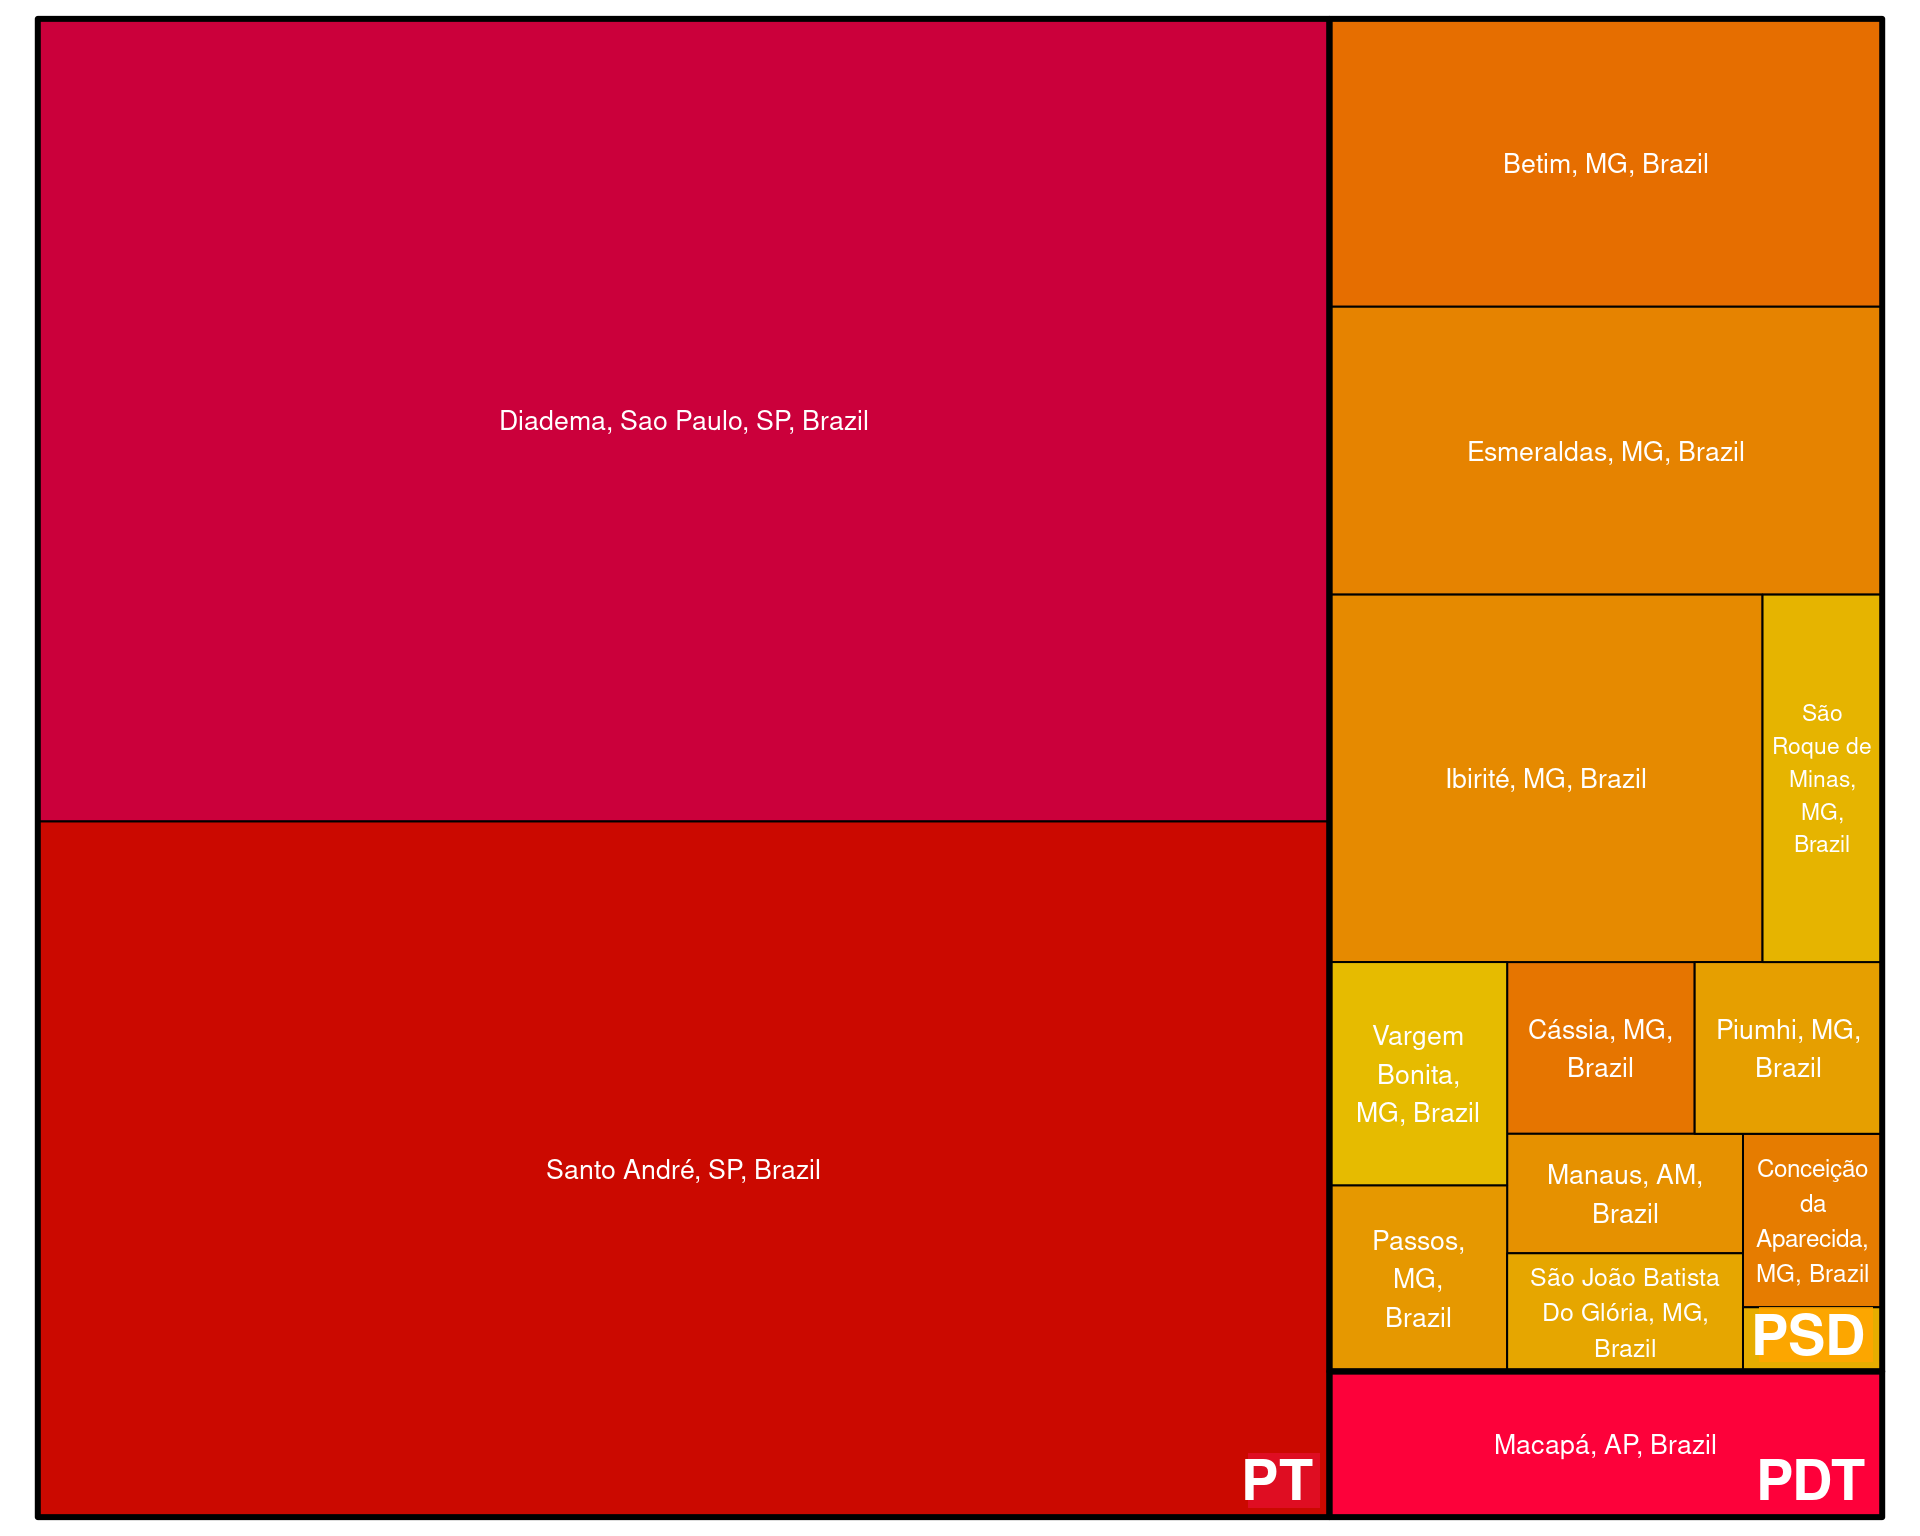 Diadema, Sao Paulo, SP, Brazil
Santo André, SP, Brazil
PT
Betim, MG, Brazil
Esmeraldas, MG, Brazil
Ibirité, MG, Brazil
São
Roque de
Minas,
MG,
Brazil
Vargem
Bonita,
MG, Brazil
Cássia, MG,
Brazil
Piumhi, MG,
Brazil
Passos,
MG,
Brazil
Manaus, AM,
Brazil
São João Batista
Do Glória, MG,
Brazil
Conceição
da
Aparecida,
MG, Brazil
PSD
Macapá, AP, Brazil
PDT